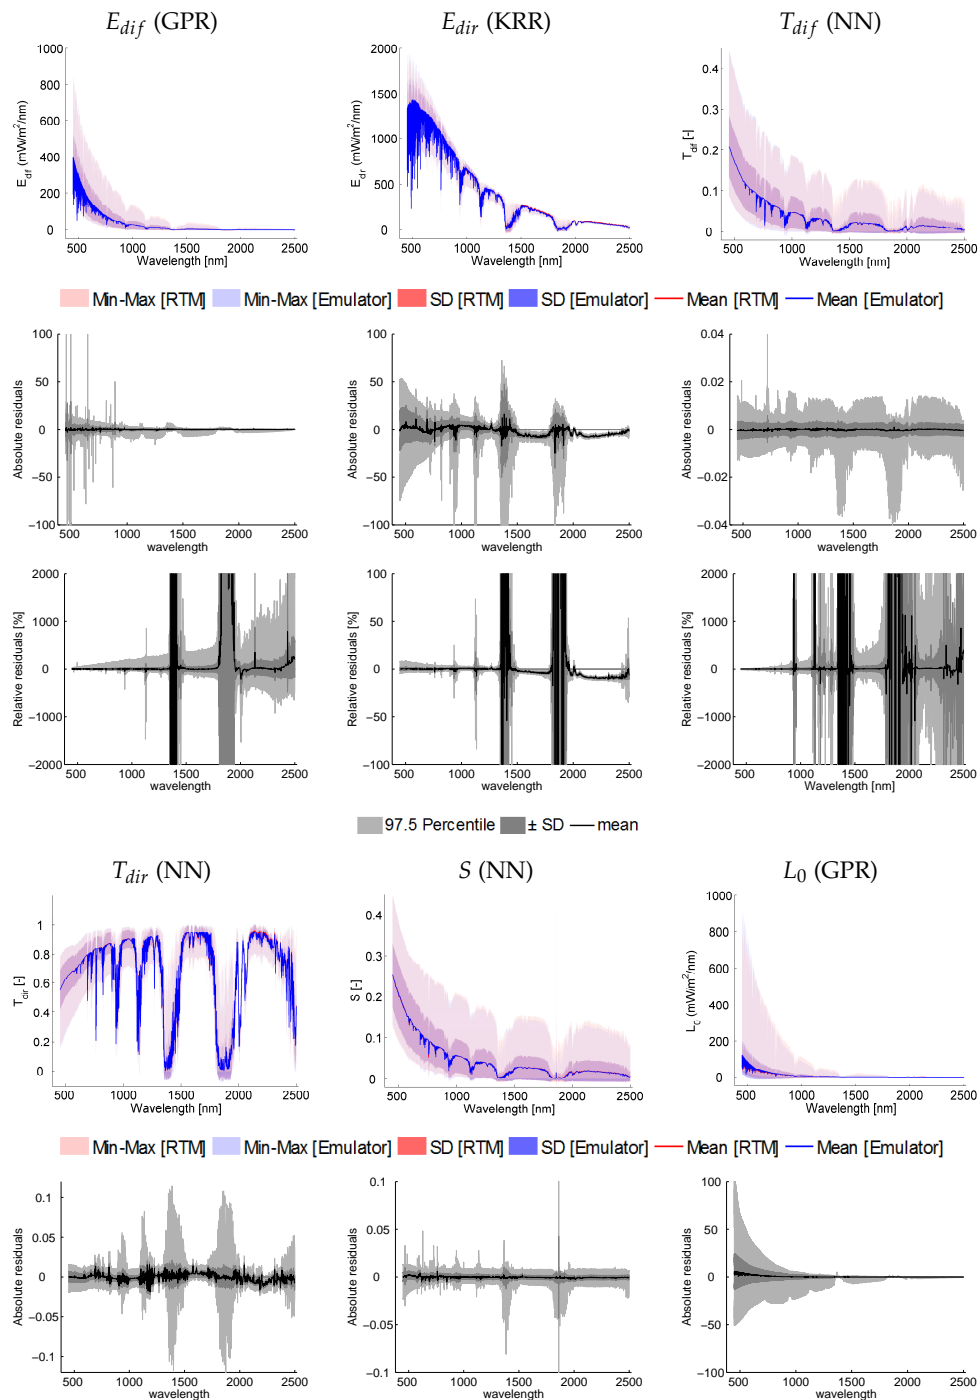 E_dif (GPR) E_dir (KRR) T_dif (NN)
1000 800 600 400 200 0
E_dif (mW/m²/nm)
500 1000 1500 2000 2500
Wavelength [nm]
2000 1500 1000 500 0
E_dir (mW/m²/nm)
500 1000 1500 2000 2500
Wavelength [nm]
0.4 0.3 0.2 0.1 0
T_dif [-]
500 1000 1500 2000 2500
Wavelength [nm]
Min-Max [RTM] Min-Max [Emulator] SD [RTM] SD [Emulator] Mean [RTM] Mean [Emulator]
100 50 0 −50 −100
Absolute residuals
500 1000 1500 2000 2500
wavelength
100 50 0 −50 −100
Absolute residuals
500 1000 1500 2000 2500
wavelength
0.04 0.02 0 −0.02 −0.04
Absolute residuals
500 1000 1500 2000 2500
wavelength
2000 1000 0 −1000 −2000
Relative residuals [%]
500 1000 1500 2000 2500
wavelength
100 50 0 −50 −100
Relative residuals [%]
500 1000 1500 2000 2500
wavelength
2000 1000 0 −1000 −2000
Relative residuals [%]
500 1000 1500 2000 2500
Wavelength [nm]
97.5 Percentile ± SD mean
T_dir (NN) S (NN) L_0 (GPR)
1 0.8 0.6 0.4 0.2 0
T_dir [-]
500 1000 1500 2000 2500
Wavelength [nm]
0.4 0.3 0.2 0.1 0
S [-]
500 1000 1500 2000 2500
Wavelength [nm]
1000 800 600 400 200 0
L_0 (mW/m²/nm)
500 1000 1500 2000 2500
Wavelength [nm]
Min-Max [RTM] Min-Max [Emulator] SD [RTM] SD [Emulator] Mean [RTM] Mean [Emulator]
0.1 0.05 0 −0.05 −0.1
Absolute residuals
500 1000 1500 2000 2500
wavelength
0.1 0.05 0 −0.05 −0.1
Absolute residuals
500 1000 1500 2000 2500
wavelength
100 50 0 −50 −100
Absolute residuals
500 1000 1500 2000 2500
wavelength